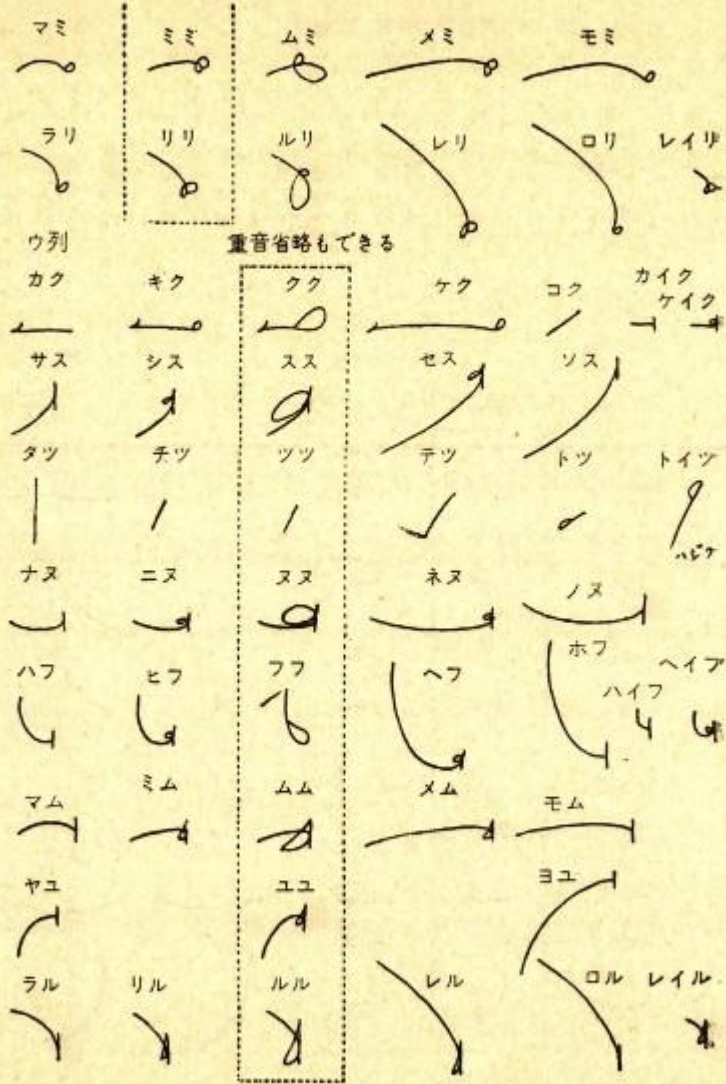 マミ ミミ ムミ メミ モミ
ラリ リリ ルリ レリ ロリ レイリ
ウ列 重音省略もできる
カク キク クク ケク コク カイク
ケイク
サス シス スス セス ソス
タツ チツ ツツ テツ トツ トイツ
ナヌ ニヌ ヌヌ ネヌ ノヌ
ハフ ヒフ フフ ヘフ ホフ
ハイフ ヘイフ
マム ミム ムム メム モム
ヤユ ユユ ヨユ
ラル リル ルル レル ロル レイル